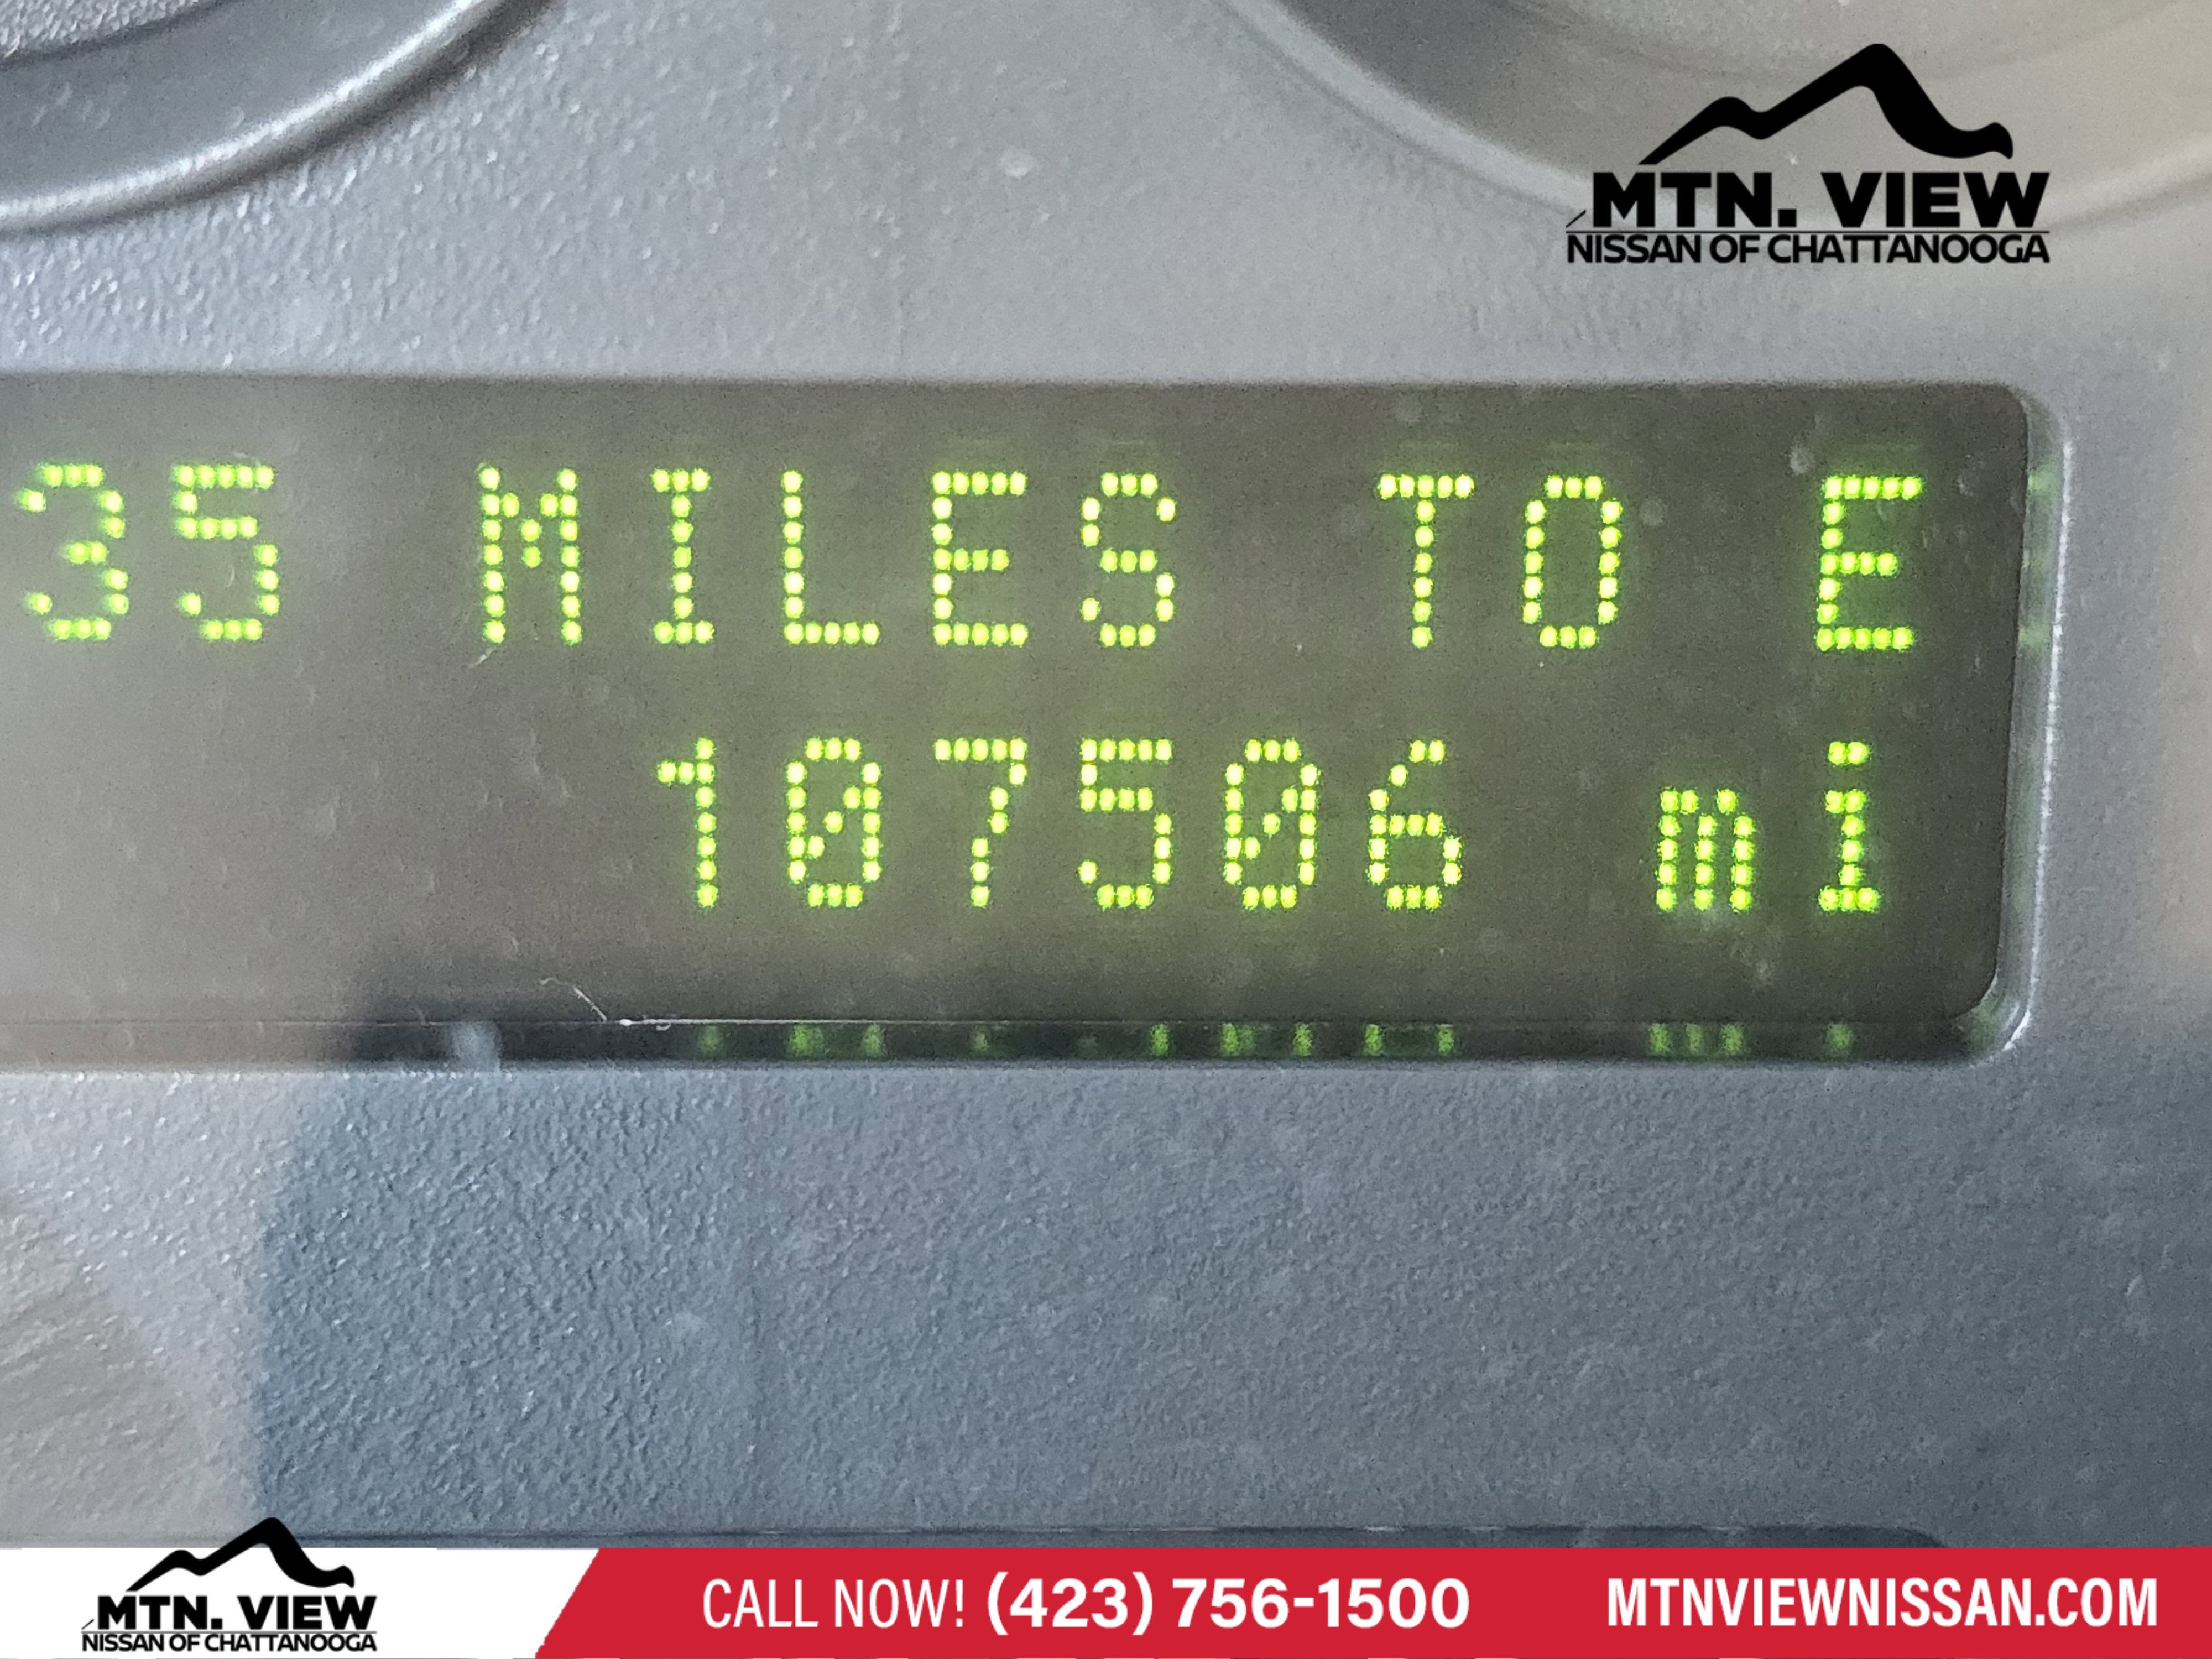 MTN. VIEW
NISSAN OF CHATTANOOGA
35 MILES TO E
107506 mi
MTN. VIEW
NISSAN OF CHATTANOOGA
CALL NOW! (423) 756-1500
MTNVIEWNISSAN.COM